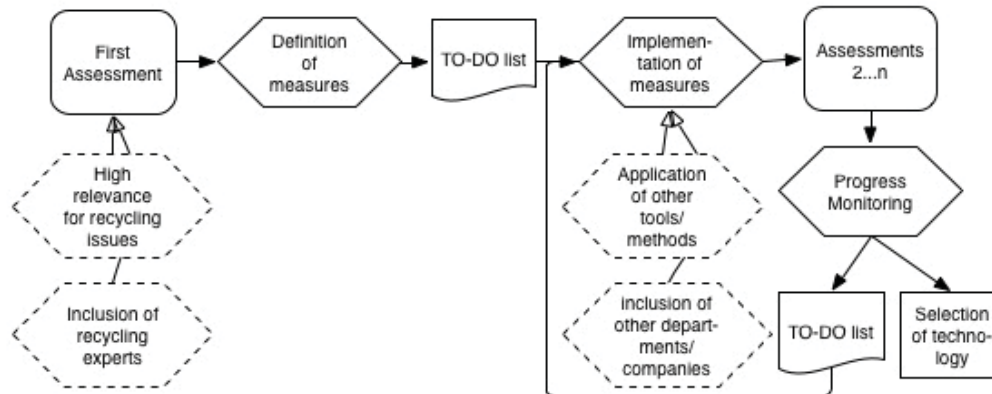 First
Assessment
Definition
of
measures
TO-DO list
Implemen-
tation of
measures
Assessments
2...n
High
relevance
for recycling
issues
Application
of other
tools/
methods
Progress
Monitoring
Inclusion of
recycling
experts
inclusion of
other depart-
ments/
companies
TO-DO list
Selection
of techno-
logy